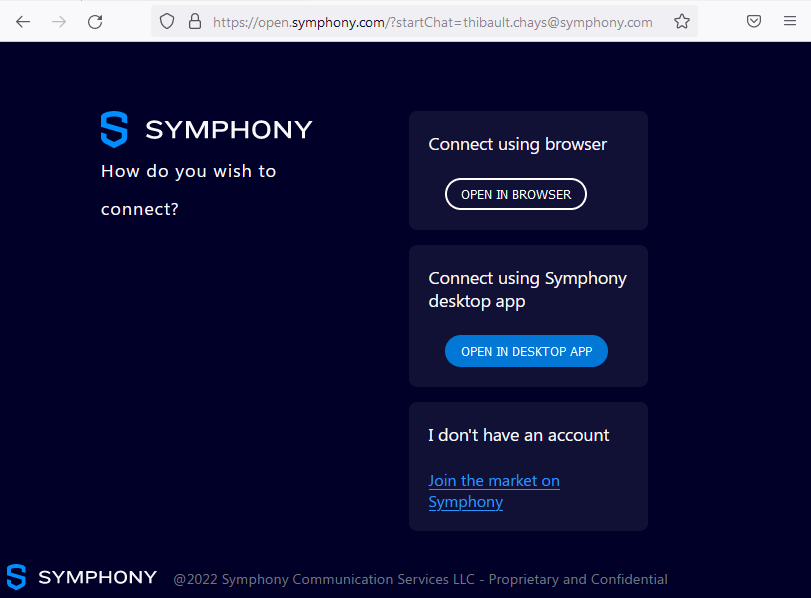 https://open.symphony.com/?startChat=thibault.chays@symphony.com
SYMPHONY
How do you wish to
connect?
Connect using browser
OPEN IN BROWSER
Connect using Symphony
desktop app
OPEN IN DESKTOP APP
I don't have an account
Join the market on
Symphony
SYMPHONY @2022 Symphony Communication Services LLC - Proprietary and Confidential